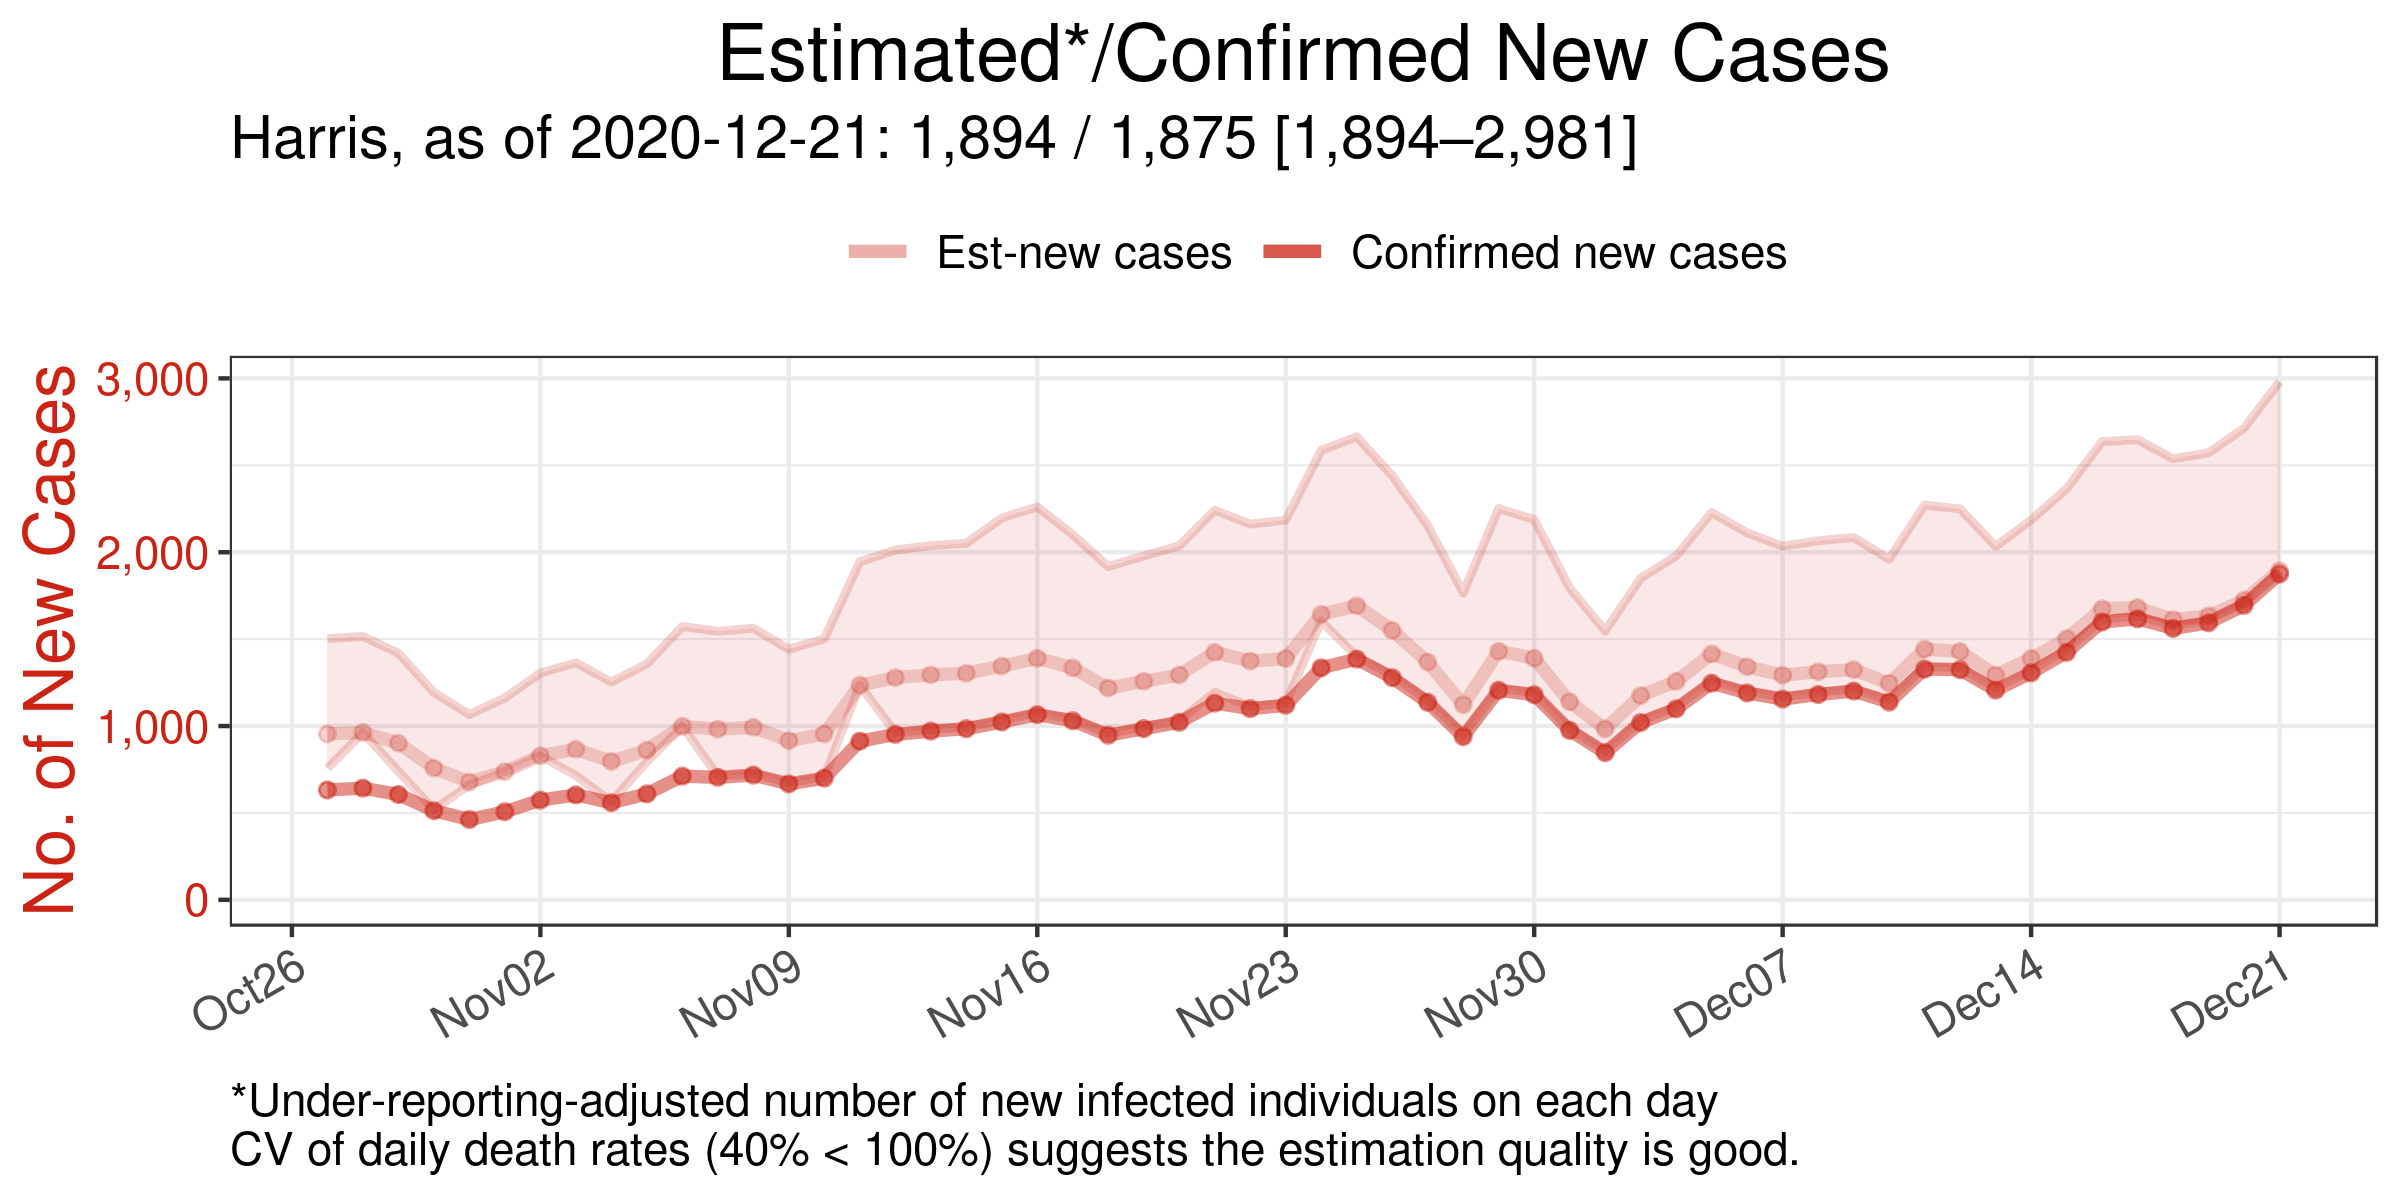 Estimated*/Confirmed New Cases
Harris, as of 2020-12-21: 1,894 / 1,875 [1,894–2,981]
Est-new cases
Confirmed new cases
No. of New Cases
3,000
2,000
1,000
0
Oct26
Nov02
Nov09
Nov16
Nov23
Nov30
Dec07
Dec14
Dec21
*Under-reporting-adjusted number of new infected individuals on each day
CV of daily death rates (40% < 100%) suggests the estimation quality is good.